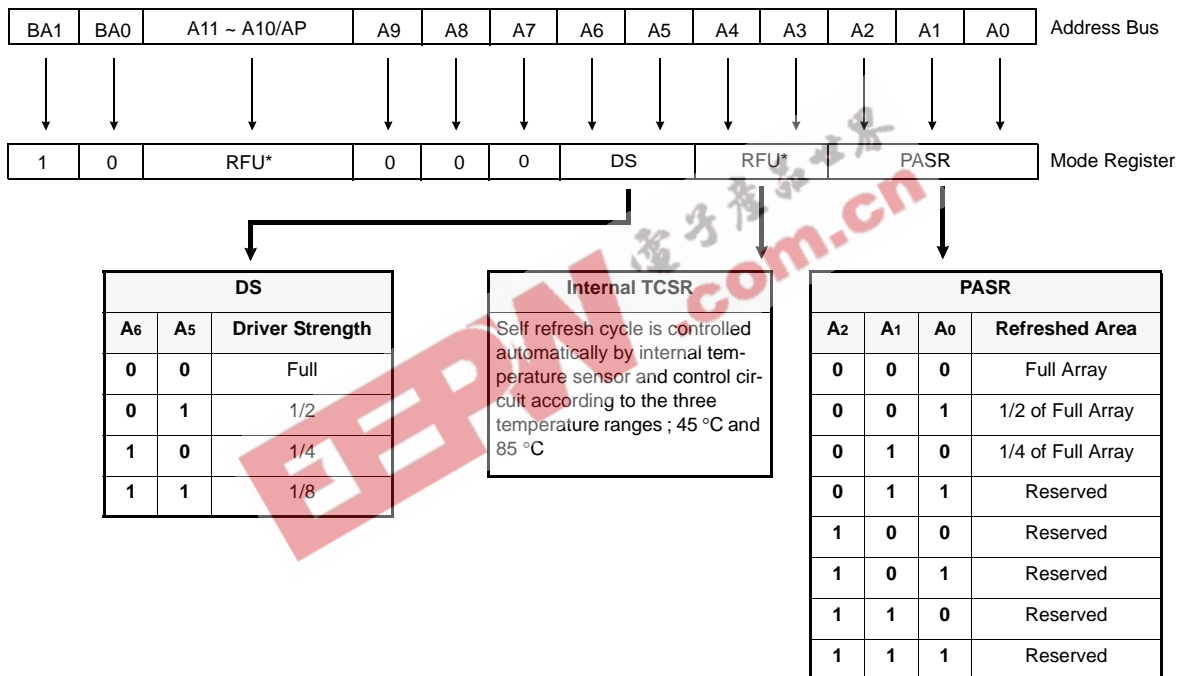 BA1 BA0 A11 ~ A10/AP A9 A8 A7 A6 A5 A4 A3 A2 A1 A0 Address Bus
1 0 RFU* 0 0 0 DS RFU* PASR Mode Register
DS
A6 A5 Driver Strength
0 0 Full
0 1 1/2
1 0 1/4
1 1 1/8
Internal TCSR
Self refresh cycle is controlled
automatically by internal tem-
perature sensor and control cir-
cuit according to the three
temperature ranges ; 45 °C and
85 °C
PASR
A2 A1 A0 Refreshed Area
0 0 0 Full Array
0 0 1 1/2 of Full Array
0 1 0 1/4 of Full Array
0 1 1 Reserved
1 0 0 Reserved
1 0 1 Reserved
1 1 0 Reserved
1 1 1 Reserved
EEPW
電子產品世界
.com.cn